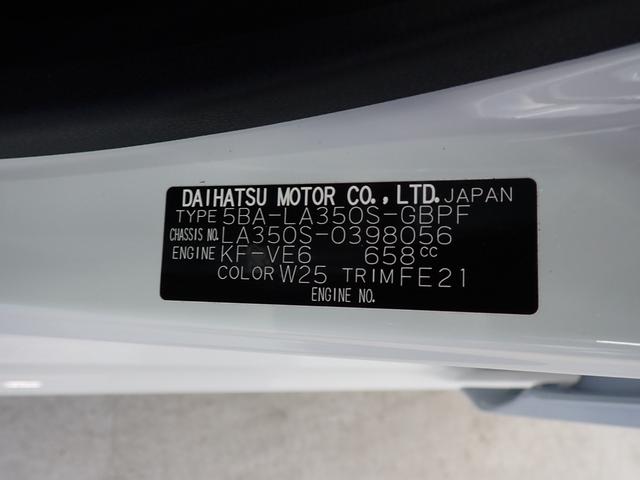 DAIHATSU MOTOR CO.,LTD. JAPAN
TYPE 5BA-LA350S-GBPF
CHASSIS NO. LA350S-0398056
ENGINE KF-VE6 658cc
COLOR W25 TRIM FE21
ENGINE NO.